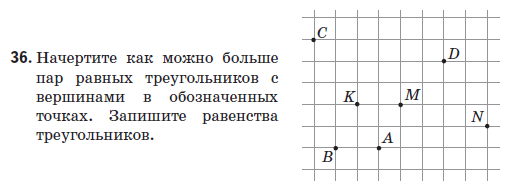 36. Начертите как можно больше
пар равных треугольников с
вершинами в обозначенных
точках. Запишите равенства
треугольников.
C
D
K
M
N
A
B